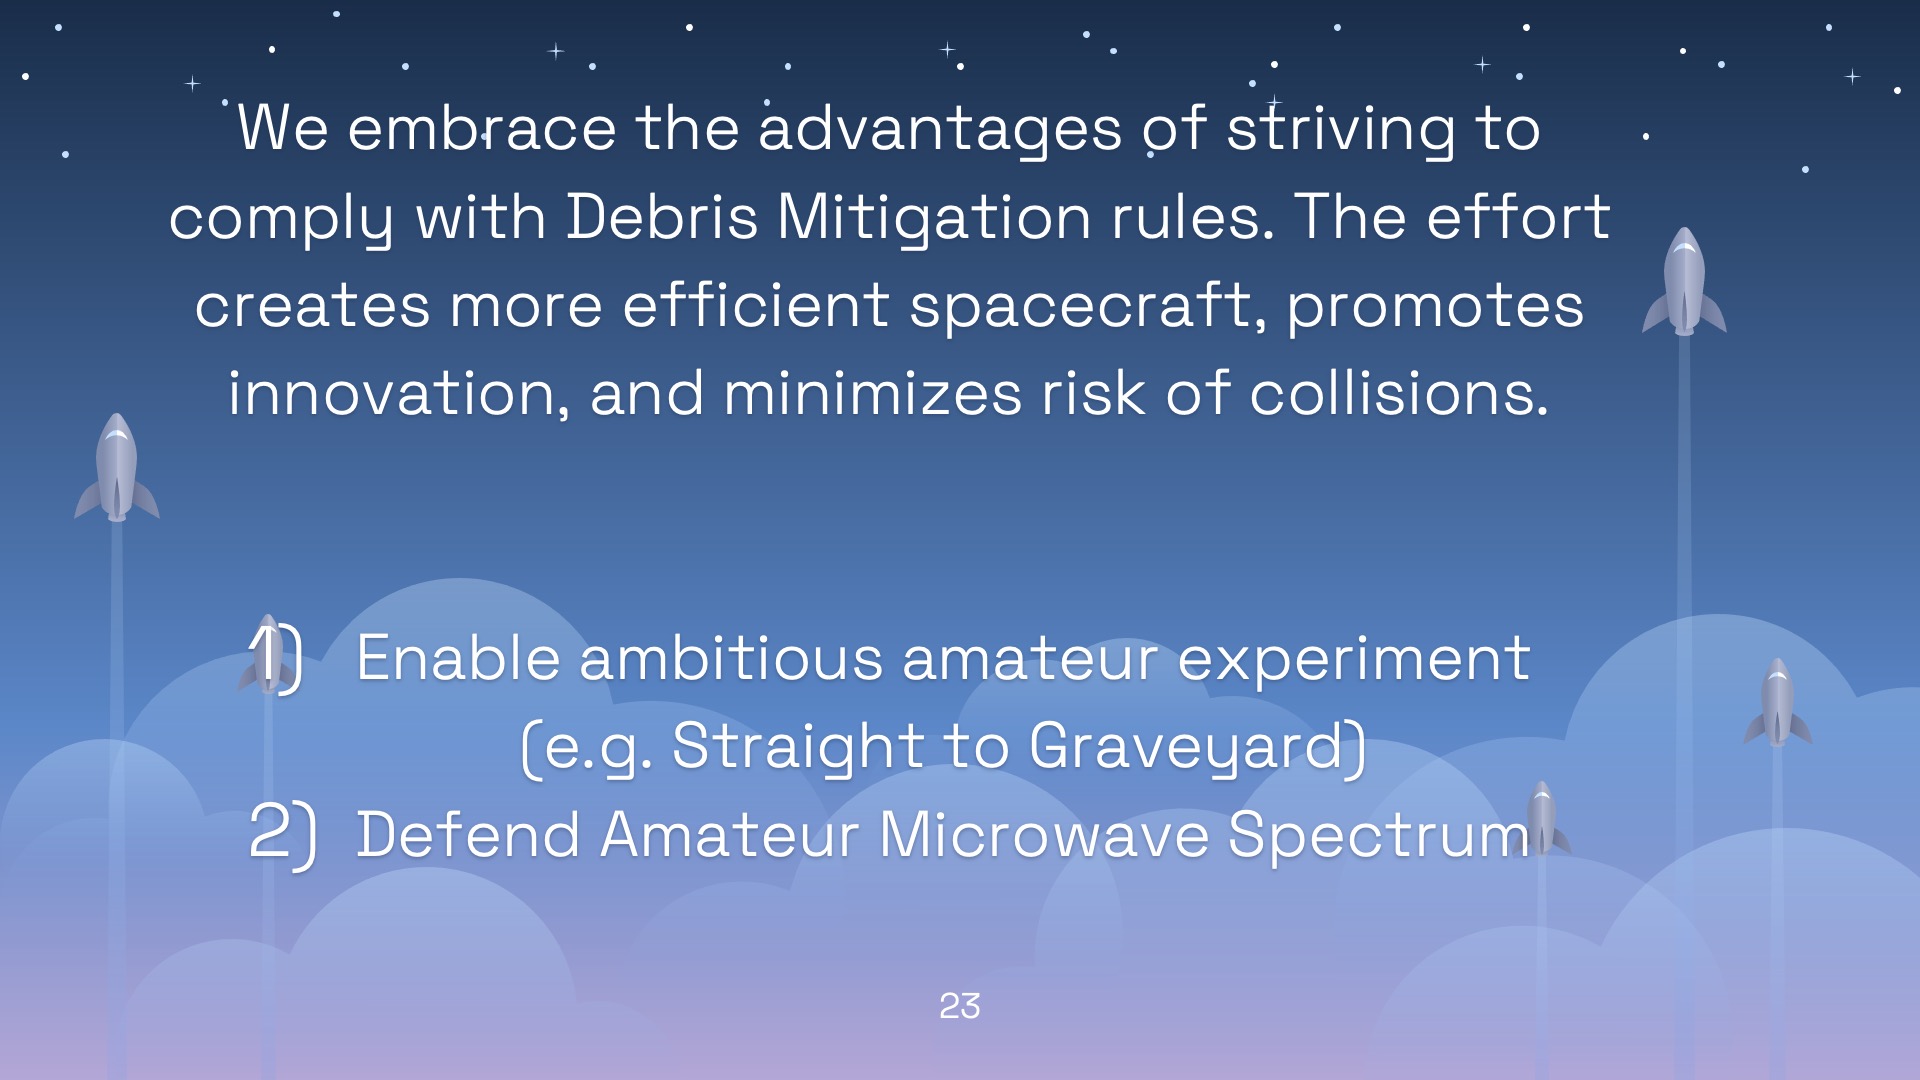 We embrace the advantages of striving to
comply with Debris Mitigation rules. The effort
creates more efficient spacecraft, promotes
innovation, and minimizes risk of collisions.
1) Enable ambitious amateur experiment
(e.g. Straight to Graveyard)
2) Defend Amateur Microwave Spectrum
23